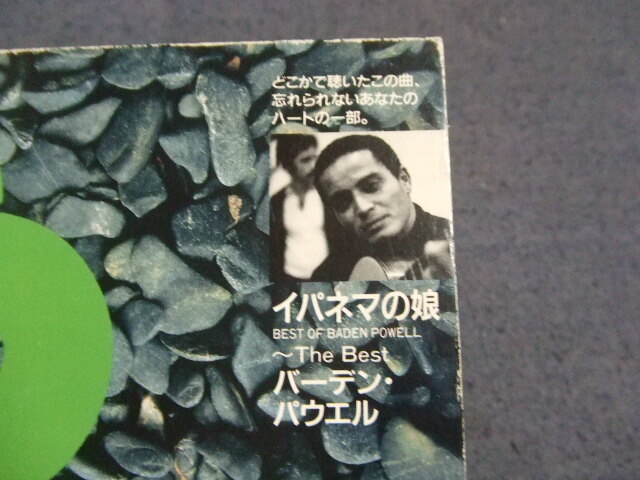 どこかで聴いたこの曲、
忘れられないあなたの
ハートの一部。
イパネマの娘
BEST OF BADEN POWELL
〜The Best
バーデン・
パウエル